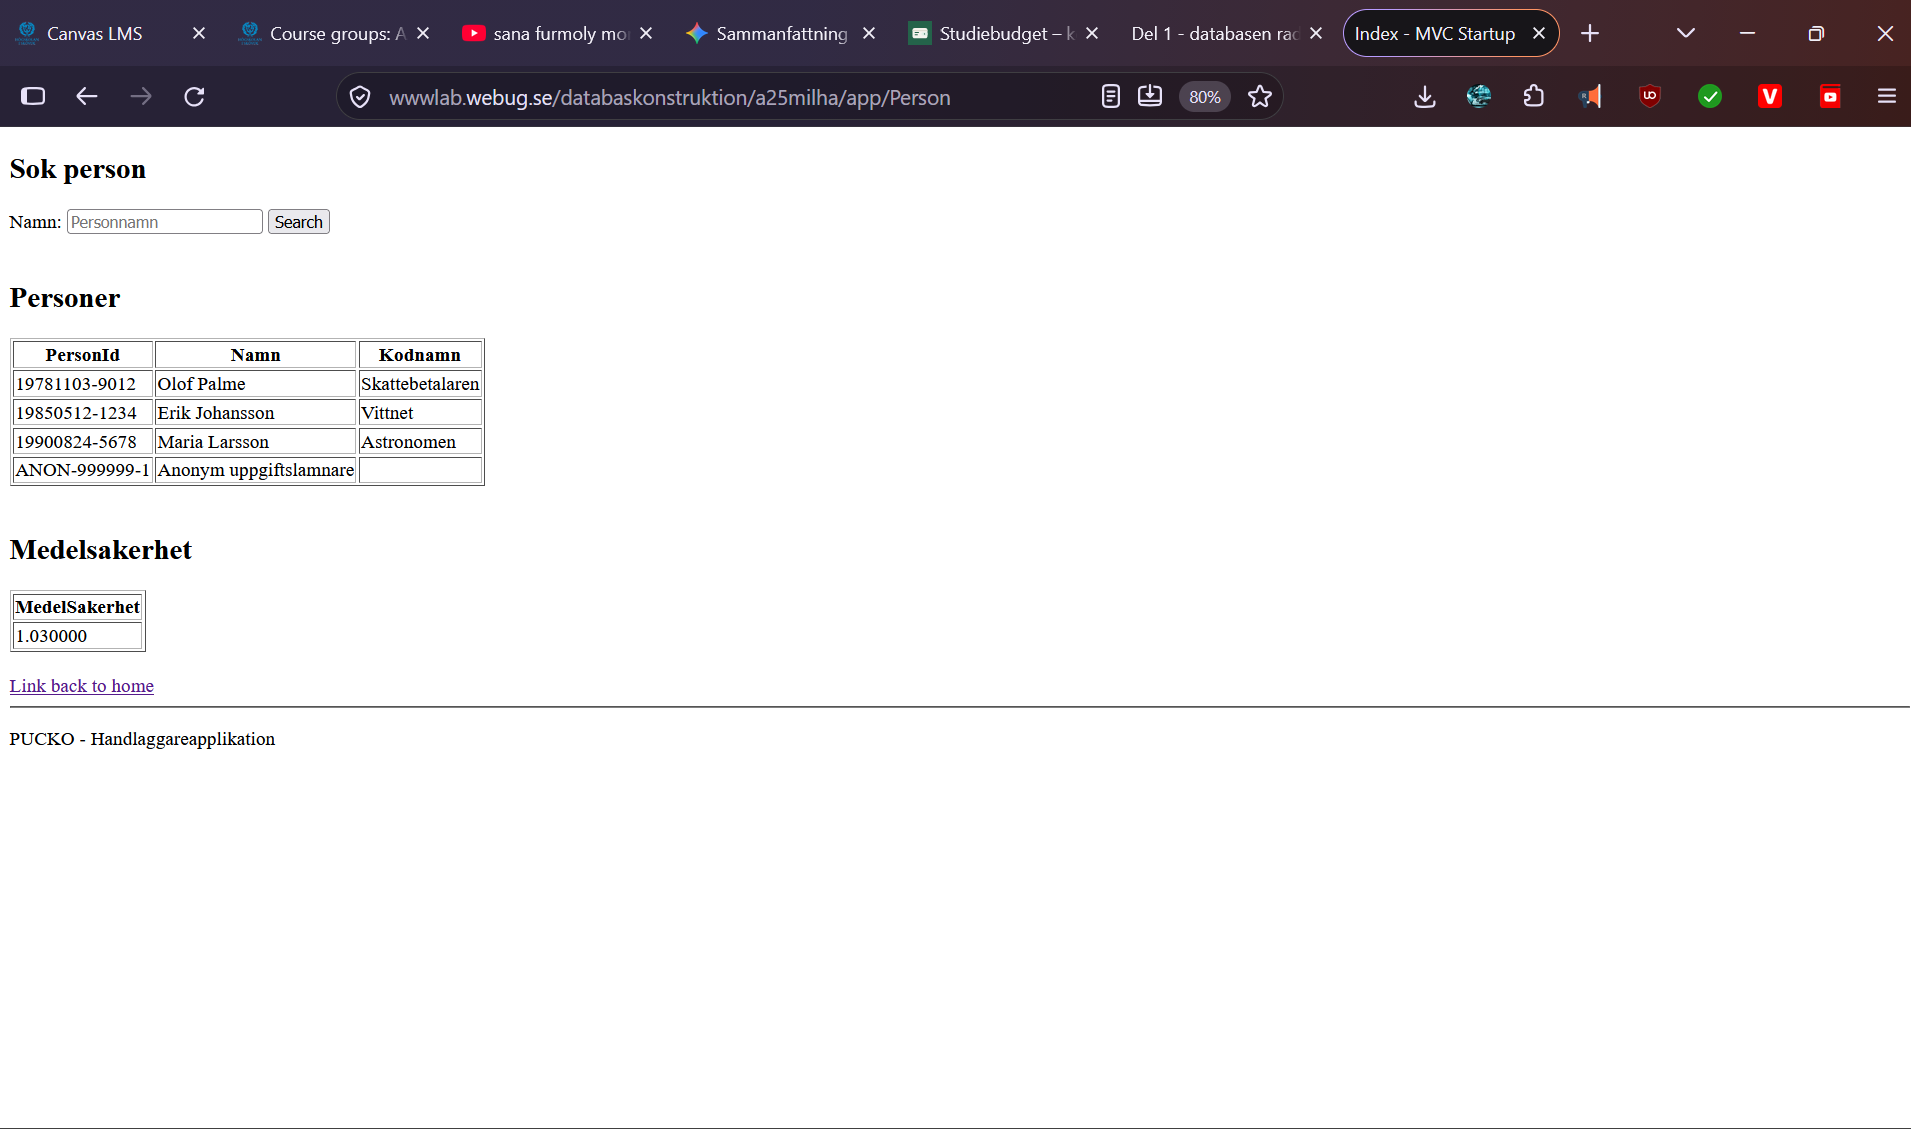 Canvas LMS
Course groups: A
sana furmoly mo
Sammanfattning
Studiebudget – k
Del 1 - databasen rad
Index - MVC Startup
wwwlab.webug.se/databaskonstruktion/a25milha/app/Person
80%
Sok person
Namn: Personnamn Search
Personer
PersonId Namn Kodnamn
19781103-9012 Olof Palme Skattebetalaren
19850512-1234 Erik Johansson Vittnet
19900824-5678 Maria Larsson Astronomen
ANON-999999-1 Anonym uppgiftslamnare
Medelsakerhet
MedelSakerhet
1.030000
Link back to home
PUCKO - Handlaggareapplikation